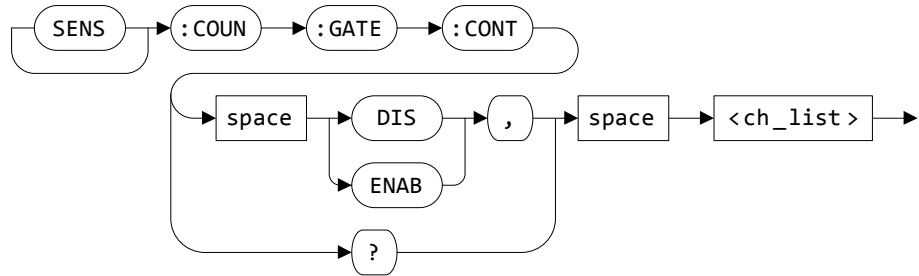 SENS :COUN :GATE :CONT
space DIS , space <ch_list>
ENAB
?